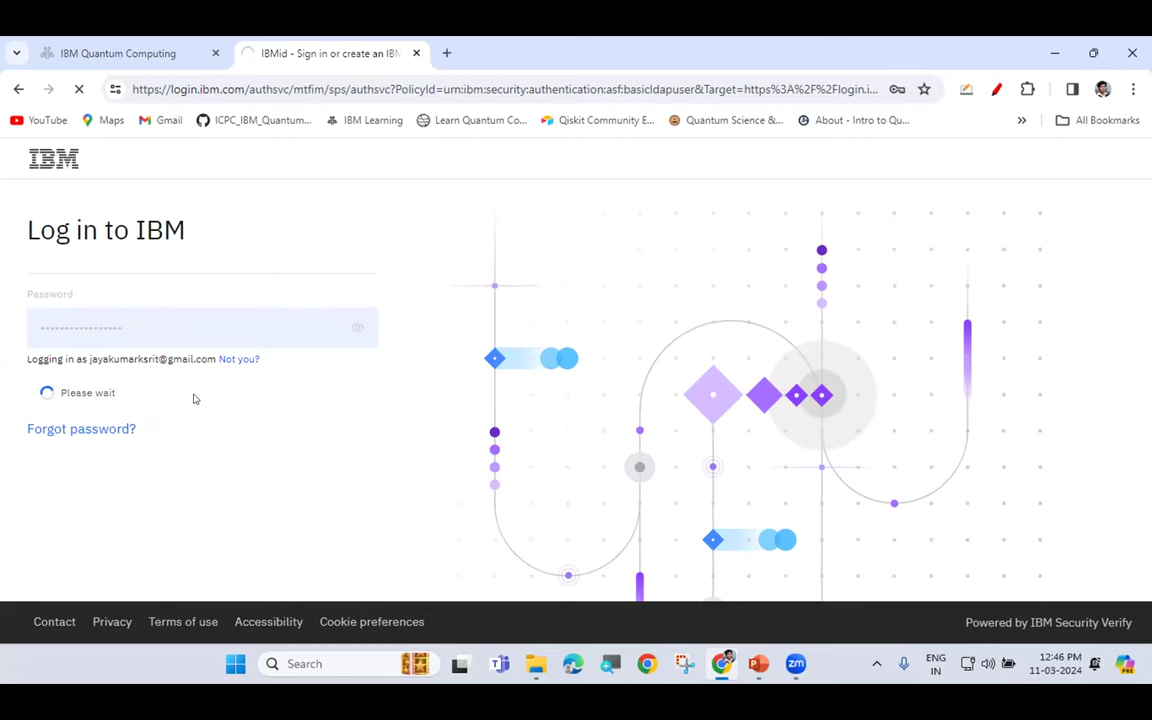 IBM Quantum Computing
IBMid - Sign in or create an IBM
https://login.ibm.com/authsvc/mtfim/sps/authsvc?PolicyId=urn:ibm:security:authentication:asf:basicldapuser&Target=https%3A%2F%2Flogin.i...
YouTube
Maps
Gmail
ICPC_IBM_Quantum...
IBM Learning
Learn Quantum Co...
Qiskit Community E...
Quantum Science &...
About - Intro to Qu...
»
All Bookmarks
IBM
Log in to IBM
Password
Logging in as jayakumarksrit@gmail.com Not you?
Please wait
Forgot password?
Contact
Privacy
Terms of use
Accessibility
Cookie preferences
Powered by IBM Security Verify
Search
zm
ENG
IN
12:46 PM
11-03-2024
PRE